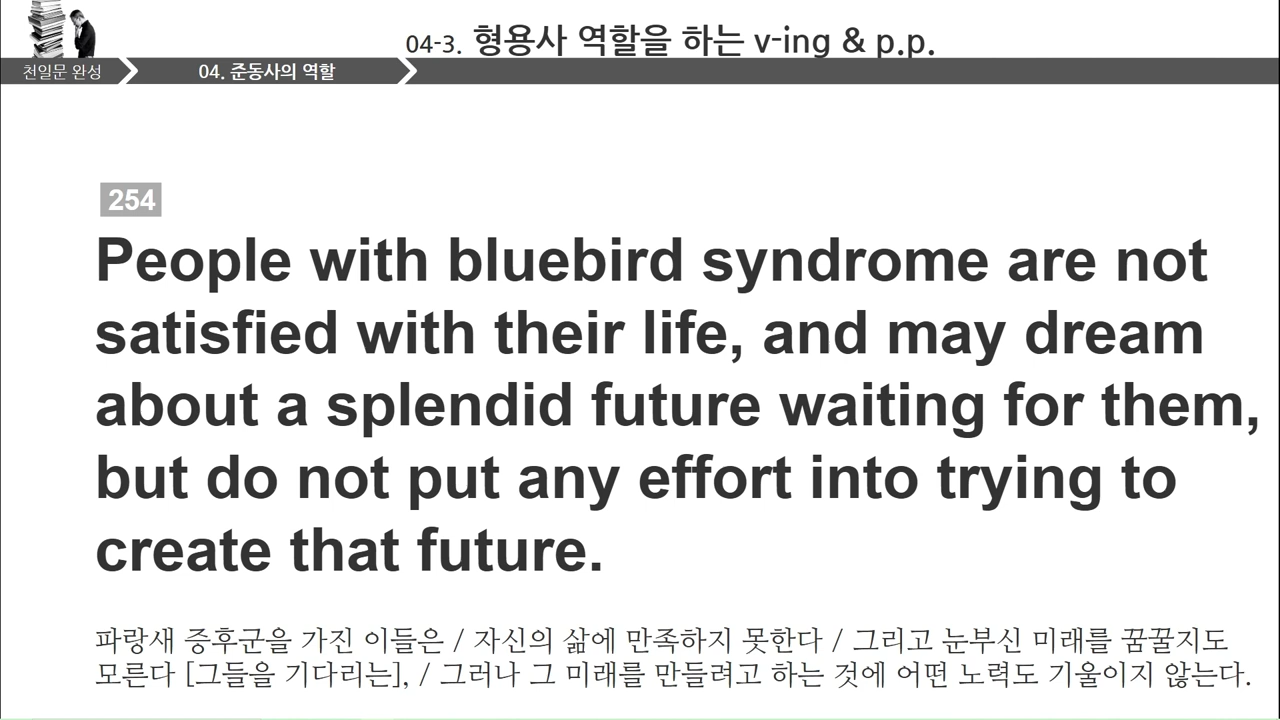 04-3. 형용사 역할을 하는 v-ing & p.p.
천일문 완성
04. 준동사의 역할
254
People with bluebird syndrome are not
satisfied with their life, and may dream
about a splendid future waiting for them,
but do not put any effort into trying to
create that future.
파랑새 증후군을 가진 이들은 / 자신의 삶에 만족하지 못한다 / 그리고 눈부신 미래를 꿈꿀지도
모른다 [그들을 기다리는], / 그러나 그 미래를 만들려고 하는 것에 어떤 노력도 기울이지 않는다.